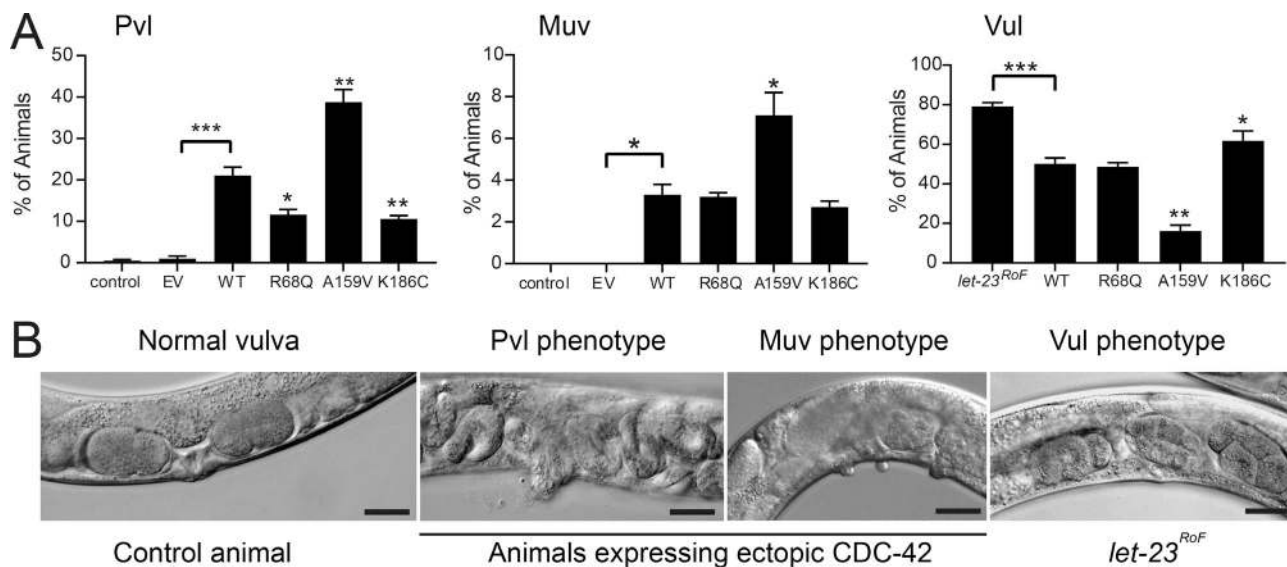 A
Pvl
Muv
Vul
% of Animals
50
40
30
20
10
0
***
*
**
**
control EV WT R68Q A159V K186C
% of Animals
10
8
6
4
2
0
*
*
control EV WT R68Q A159V K186C
% of Animals
100
80
60
40
20
0
***
**
*
let-23RoF WT R68Q A159V K186C
B
Normal vulva
Pvl phenotype
Muv phenotype
Vul phenotype
Control animal
Animals expressing ectopic CDC-42
let-23RoF